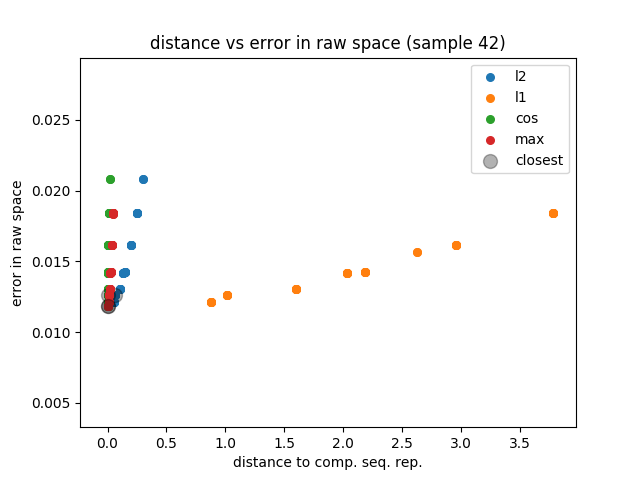 distance vs error in raw space (sample 42)
l2
l1
cos
max
closest
error in raw space
0.025
0.020
0.015
0.010
0.005
0.0 0.5 1.0 1.5 2.0 2.5 3.0 3.5
distance to comp. seq. rep.